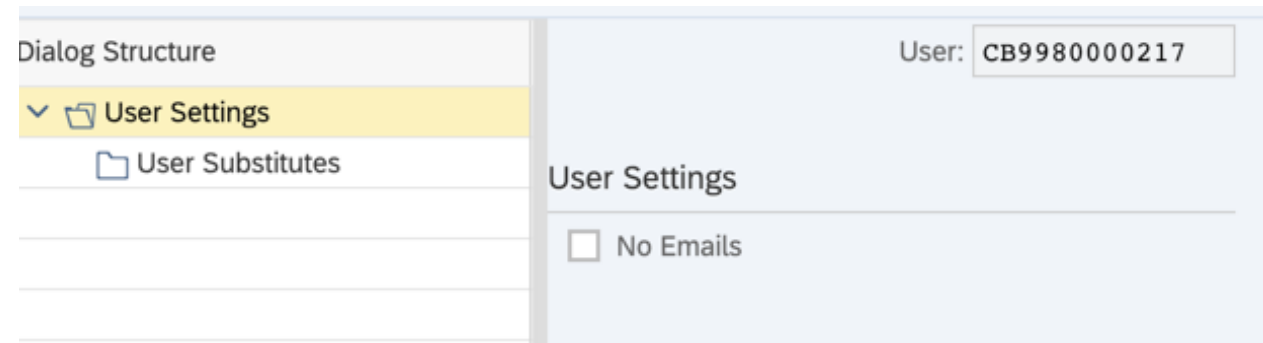 Dialog Structure
User Settings
User Substitutes
User: CB9980000217
User Settings
No Emails